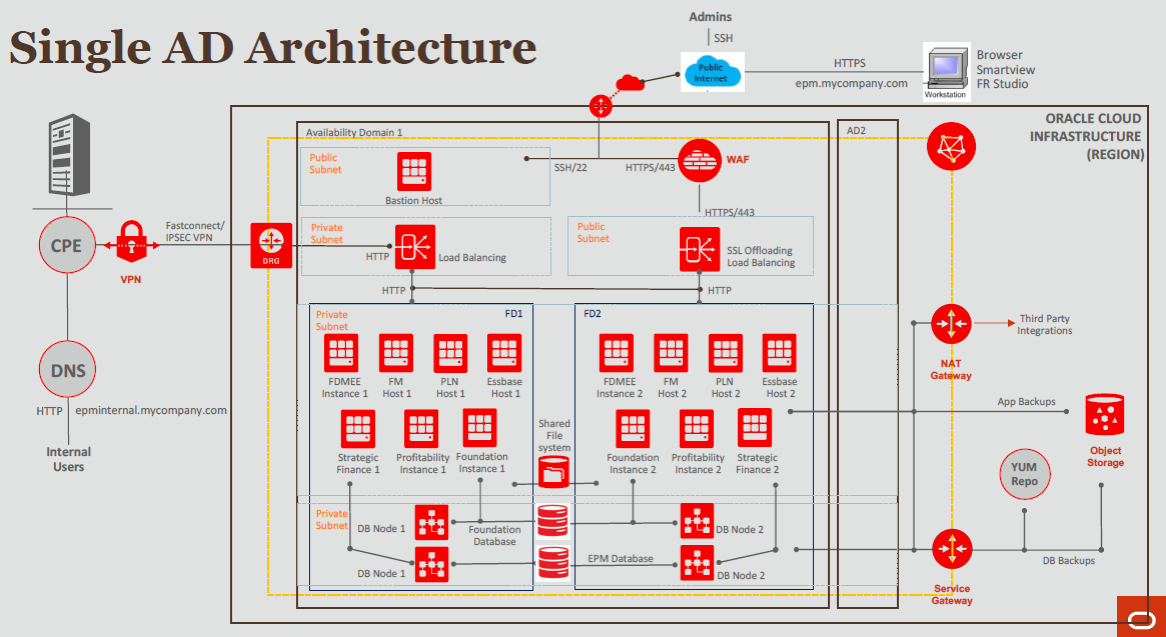 Single AD Architecture
Admins
SSH
Public
Internet
HTTPS
epm.mycompany.com
Workstation
Browser
Smartview
FR Studio
ORACLE CLOUD
INFRASTRUCTURE
(REGION)
Availability Domain 1
AD2
Public
Subnet
Bastion Host
SSH/22
HTTPS/443
WAF
HTTPS/443
CPE
VPN
Fastconnect/
IPSEC VPN
DRG
Private
Subnet
HTTP
Load Balancing
Public
Subnet
SSL Offloading
Load Balancing
HTTP
HTTP
DNS
HTTP
epminternal.mycompany.com
Internal
Users
Private
Subnet
FD1
FDMEE
Instance 1
FM
Host 1
PLN
Host 1
Essbase
Host 1
Strategic
Finance 1
Profitability
Instance 1
Foundation
Instance 1
Shared
File
system
FD2
FDMEE
Instance 2
FM
Host 2
PLN
Host 2
Essbase
Host 2
Foundation
Instance 2
Profitability
Instance 2
Strategic
Finance 2
Private
Subnet
DB Node 1
Foundation
Database
DB Node 2
DB Node 1
EPM Database
DB Node 2
NAT
Gateway
Third Party
Integrations
App Backups
Object
Storage
YUM
Repo
DB Backups
Service
Gateway